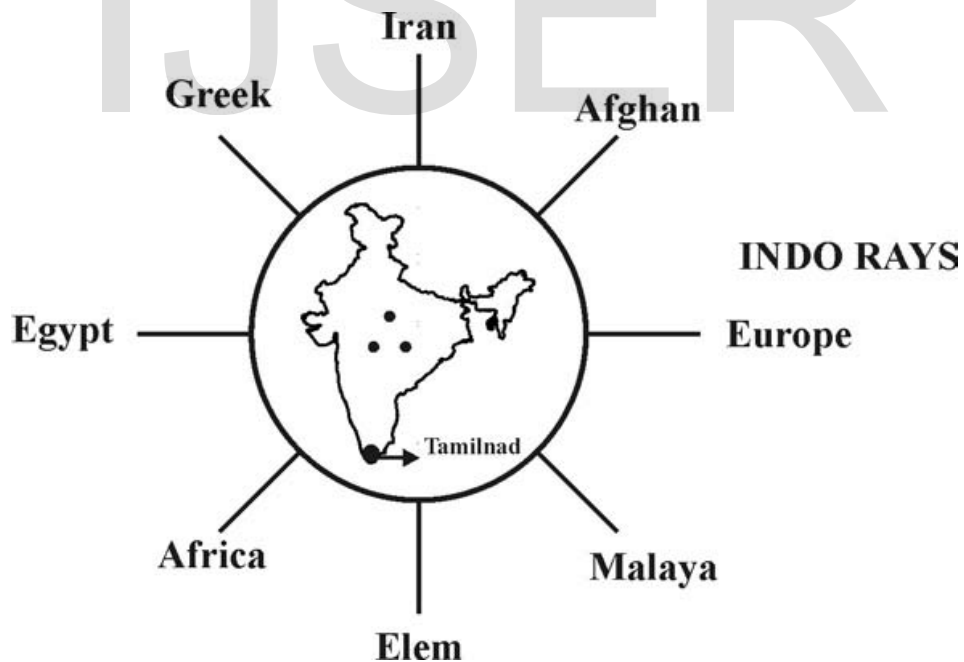 IJSER
Iran
Greek
Afghan
INDO RAYS
Egypt
Europe
Tamilnad
Africa
Malaya
Elem